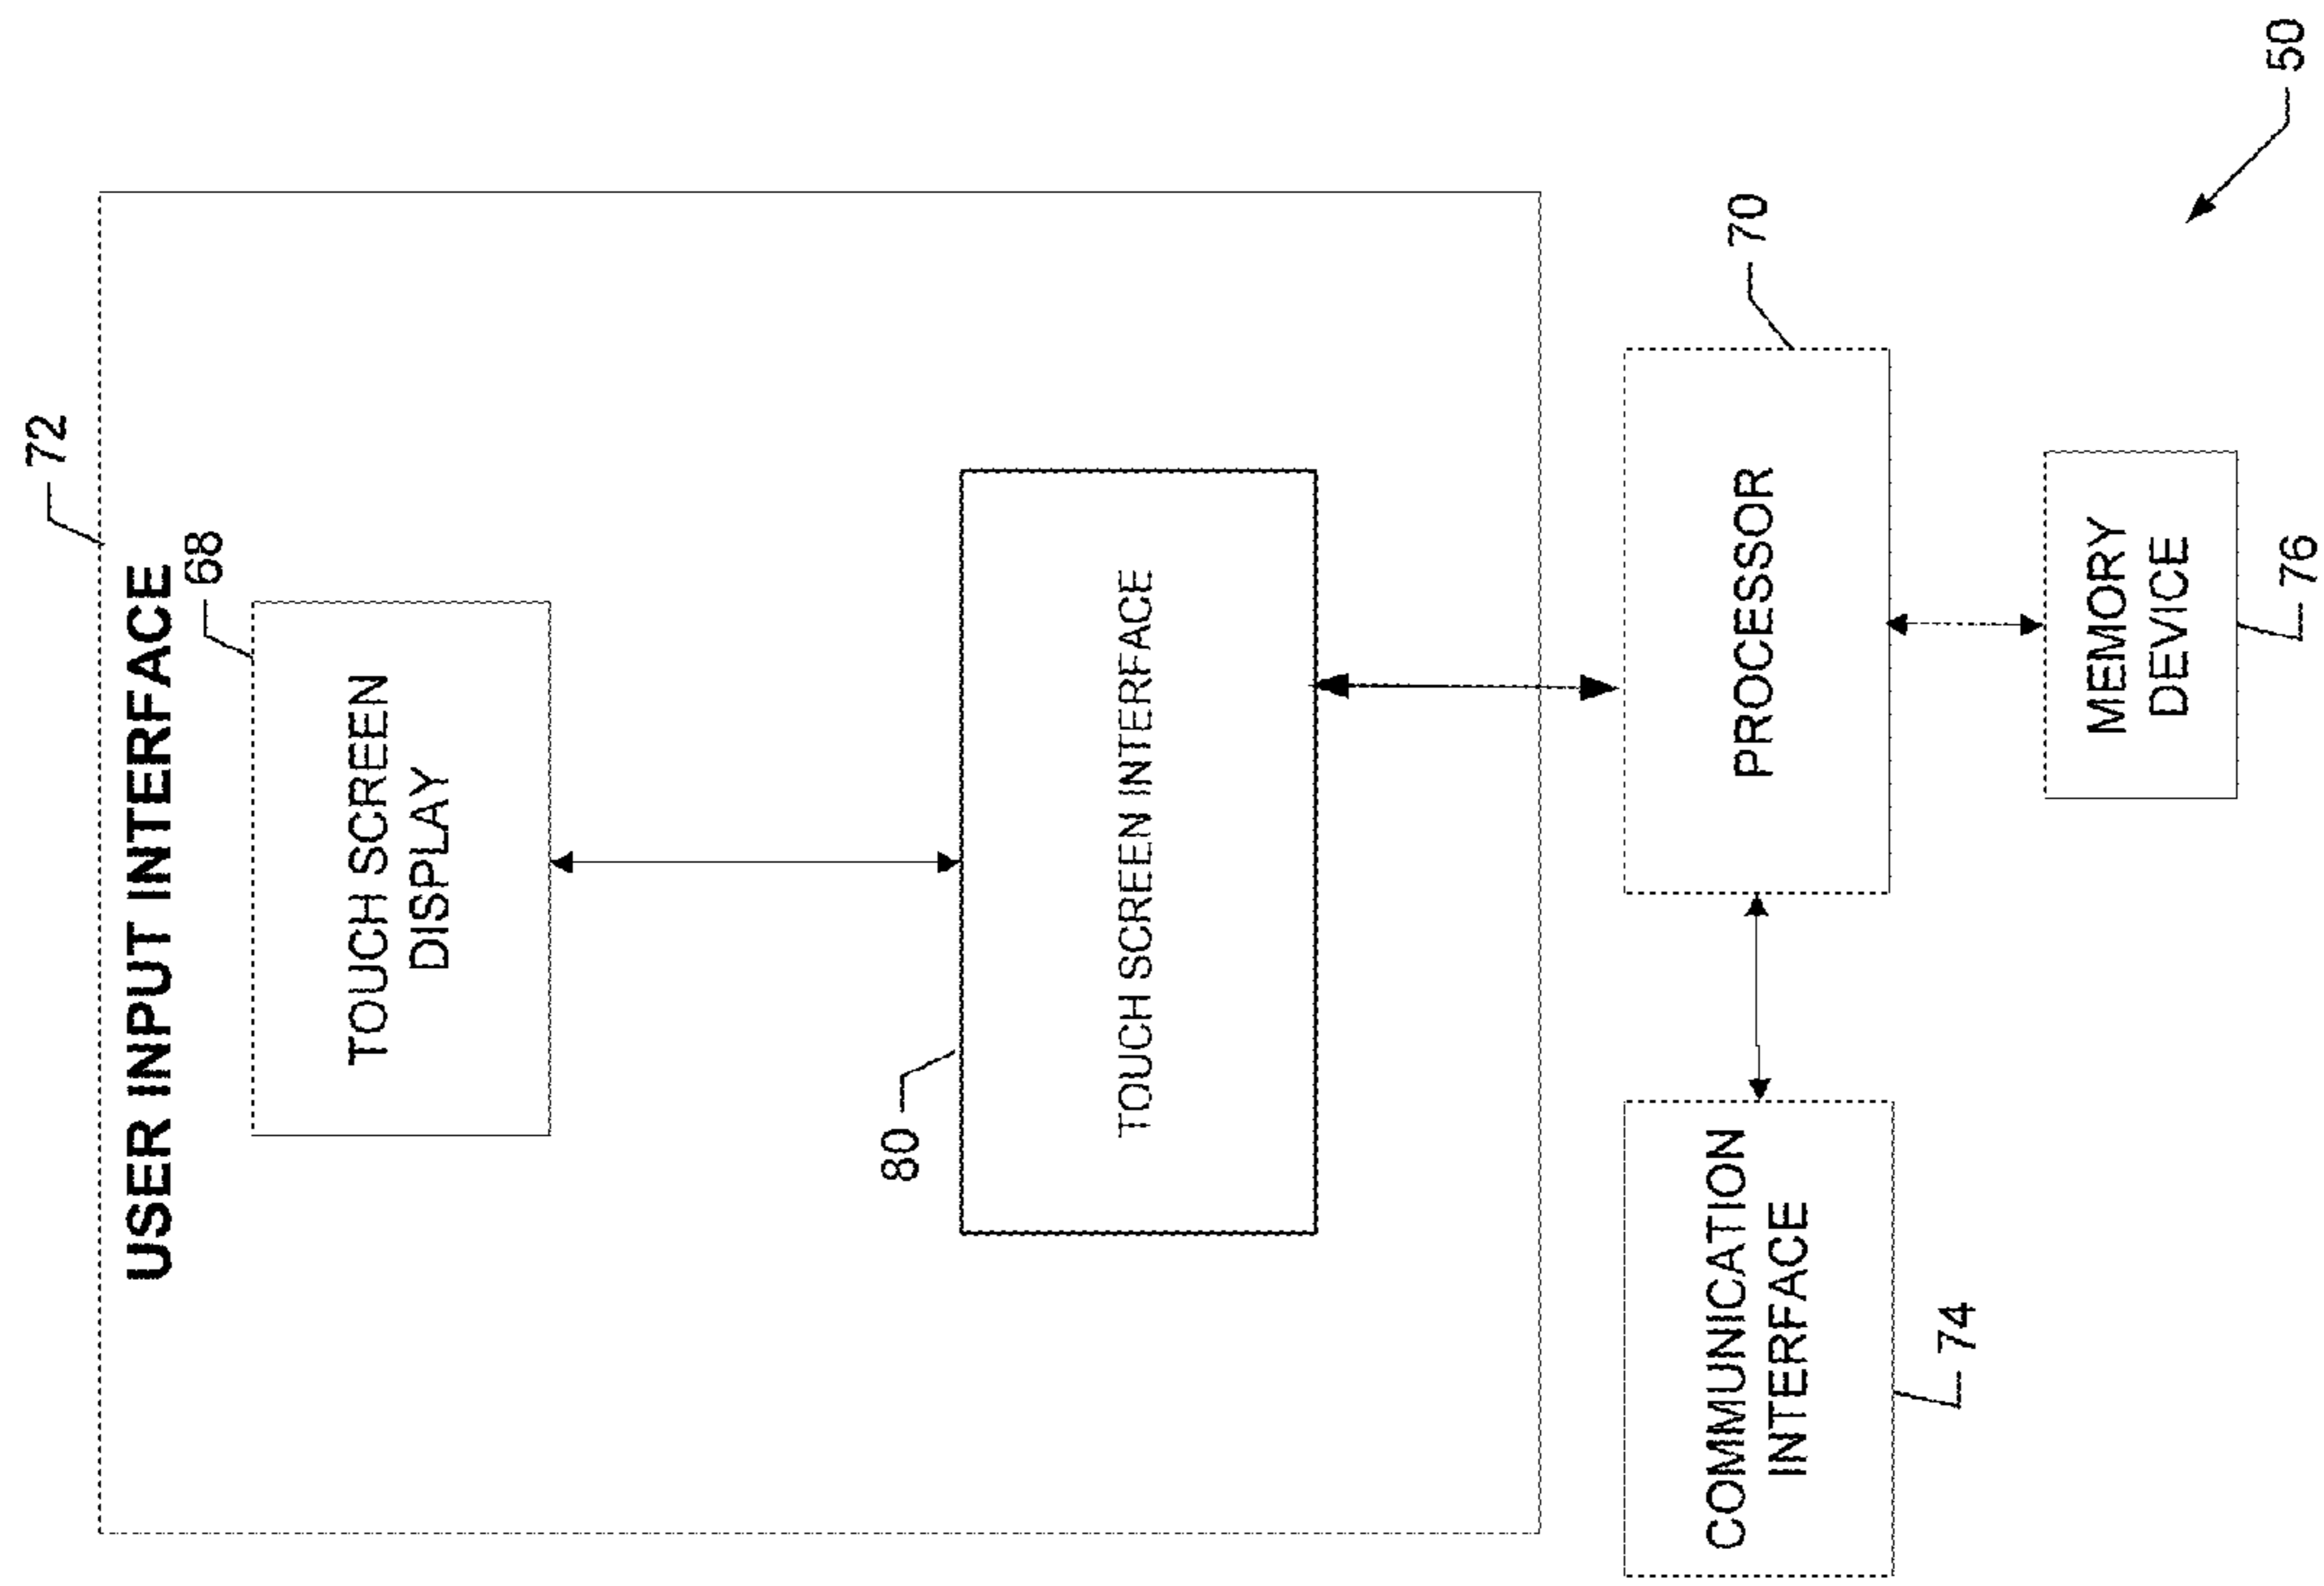 72
USER INPUT INTERFACE
68
TOUCH SCREEN
DISPLAY
80
TOUCH SCREEN INTERFACE
COMMUNICATION
INTERFACE
74
70
PROCESSOR
MEMORY
DEVICE
76
50